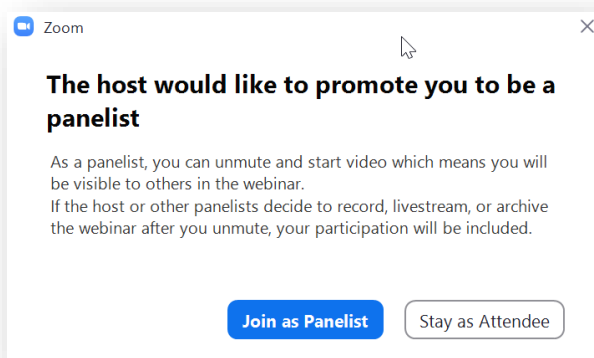 Zoom
The host would like to promote you to be a
panelist
As a panelist, you can unmute and start video which means you will
be visible to others in the webinar.
If the host or other panelists decide to record, livestream, or archive
the webinar after you unmute, your participation will be included.
Join as Panelist
Stay as Attendee